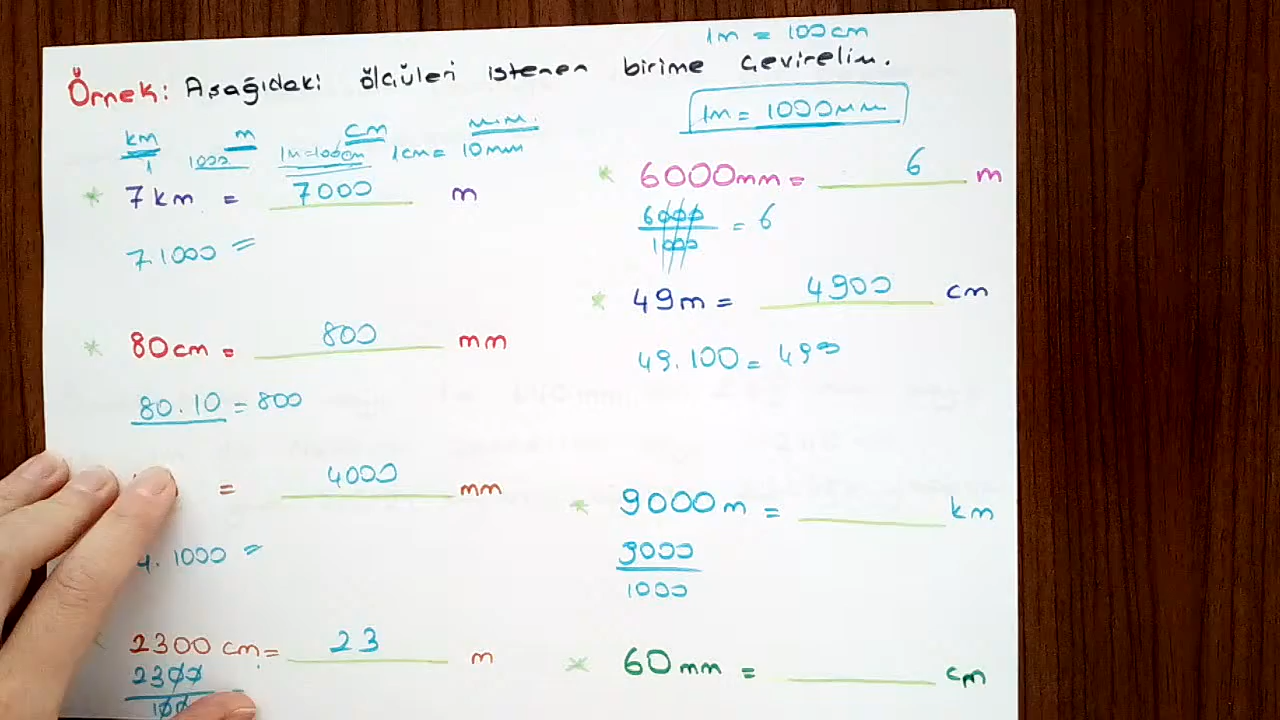 1m = 100cm
Örnek: Aşağıdaki ölçüleri istenen birime çevirelim.
1m = 1000mm
km m cm m.m.
1 1000 1m=100cm 1cm = 10mm
* 7km = 7000 m
7.1000 =
* 80cm = 800 mm
80.10 = 800
= 4000 mm
4.1000 =
2300 cm = 23 m
2300
100
* 6000mm = 6 m
6000
1000 = 6
* 49m = 4900 cm
49.100 = 4900
* 9000m = km
9000
1000
* 60mm = cm